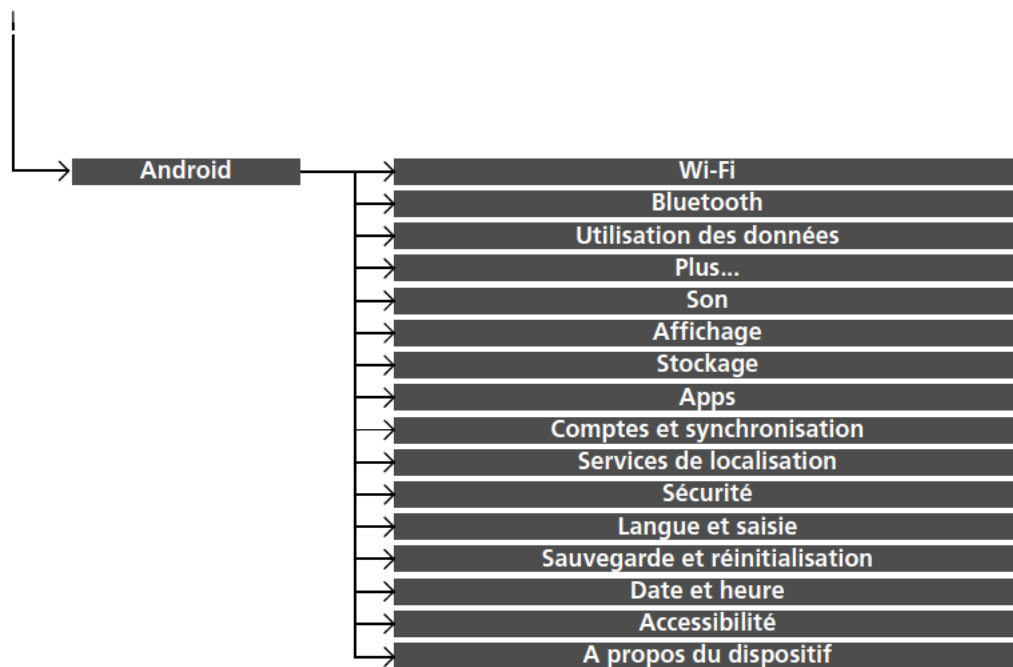 Android
Wi-Fi
Bluetooth
Utilisation des données
Plus...
Son
Affichage
Stockage
Apps
Comptes et synchronisation
Services de localisation
Sécurité
Langue et saisie
Sauvegarde et réinitialisation
Date et heure
Accessibilité
A propos du dispositif